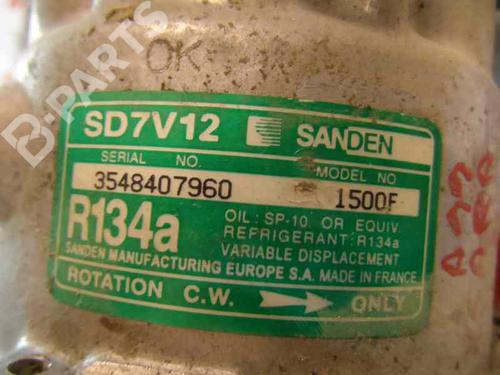 OK
B-PARTS
SD7V12 SANDEN
SERIAL NO. MODEL NO
3548407960 1500F
R134a OIL: SP-10 OR EQUIV.
REFRIGERANT: R134a
VARIABLE DISPLACEMENT
SANDEN MANUFACTURING EUROPE S.A. MADE IN FRANCE
ROTATION C.W. ONLY